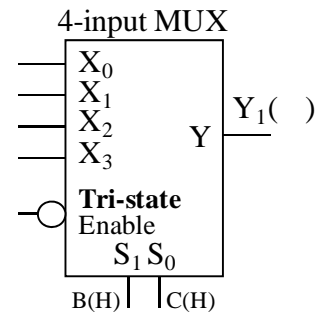 4-input MUX
X₀
X₁
X₂
X₃
Y
Y₁( )
Tri-state
Enable
S₁ S₀
B(H) C(H)